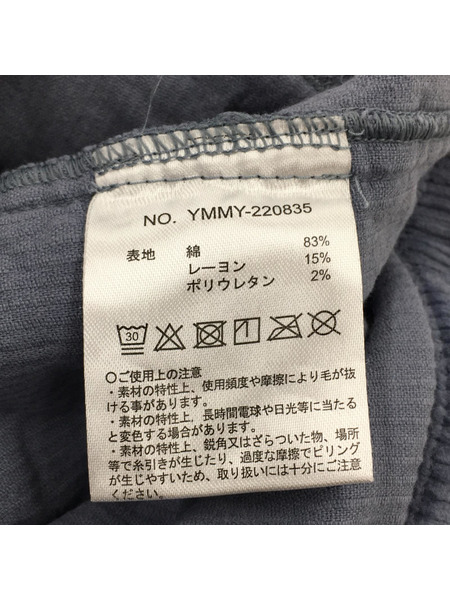 NO. YMMY-220835
表地 綿 83%
レーヨン 15%
ポリウレタン 2%
30
〇ご使用上の注意
・素材の特性上、使用頻度や摩擦により毛が抜
ける事があります。
・素材の特性上、長時間電球や日光等に当たる
と変色する場合があります。
・素材の特性上、鋭角又はざらついた物、場所
等で糸引きが生じたり、過度な摩擦でピリング
が生じやすいため、取り扱いには十分にご注意
ください。